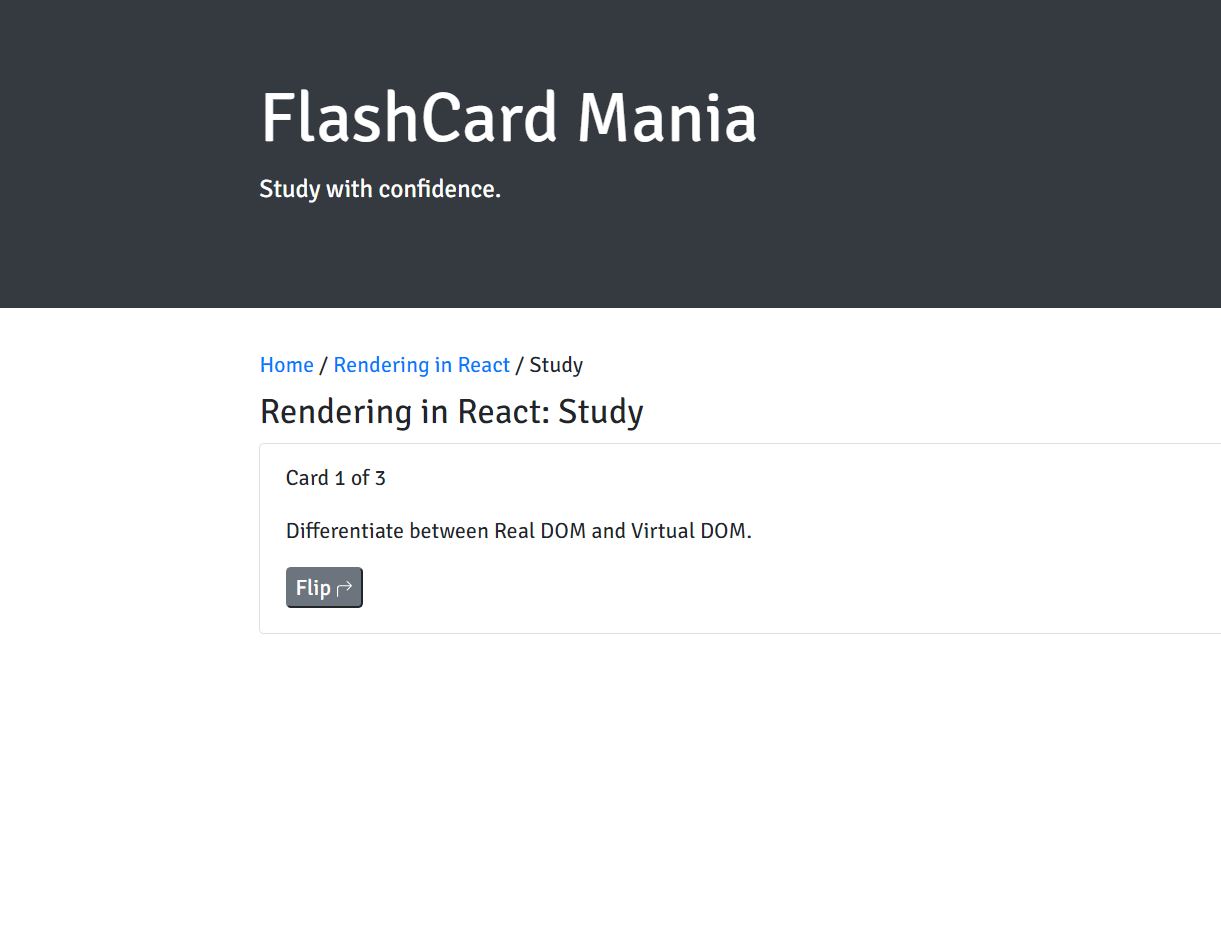 FlashCard Mania
Study with confidence.
Home / Rendering in React / Study
Rendering in React: Study
Card 1 of 3
Differentiate between Real DOM and Virtual DOM.
Flip